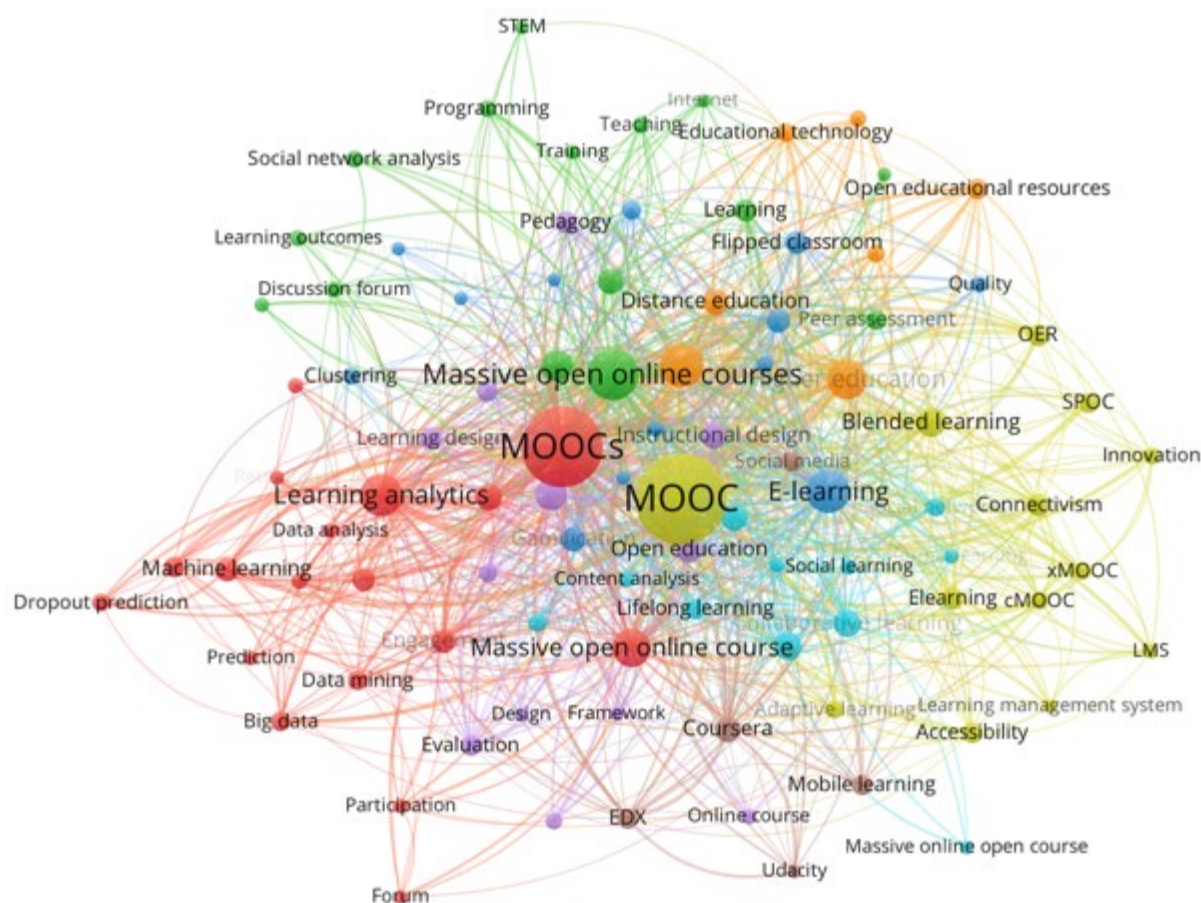 STEM
Internet
Programming
Teaching
Educational technology
Training
Social network analysis
Open educational resources
Learning
Pedagogy
Learning outcomes
Flipped classroom
Quality
Discussion forum
Distance education
Peer assessment
OER
Massive open online courses
Clustering
education
SPOC
Blended learning
Learning design
MOOCs
Instructional design
Innovation
Social media
Learning analytics
MOOC
E-learning
Connectivism
Data analysis
Gamification
Open education
Machine learning
Content analysis
Social learning
xMOOC
Dropout prediction
Lifelong learning
Elearning
cMOOC
Collaborative learning
Engagement
Massive open online course
LMS
Prediction
Data mining
Big data
Design
Framework
Adaptive learning
Learning management system
Coursera
Accessibility
Evaluation
Mobile learning
Participation
EDX
Online course
Massive online open course
Udacity
Forum